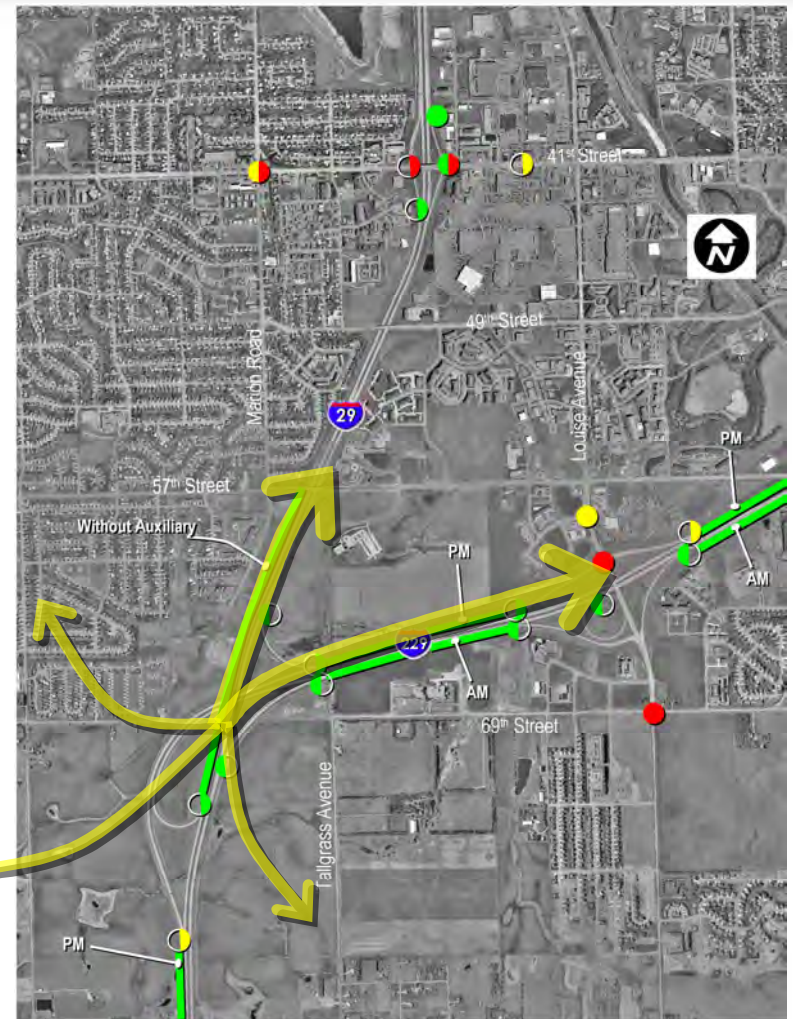 41st Street
N
49th Street
Marion Road
29
Louise Avenue
PM
57th Street
Without Auxiliary
PM
AM
229
AM
69th Street
Tallgrass Avenue
PM